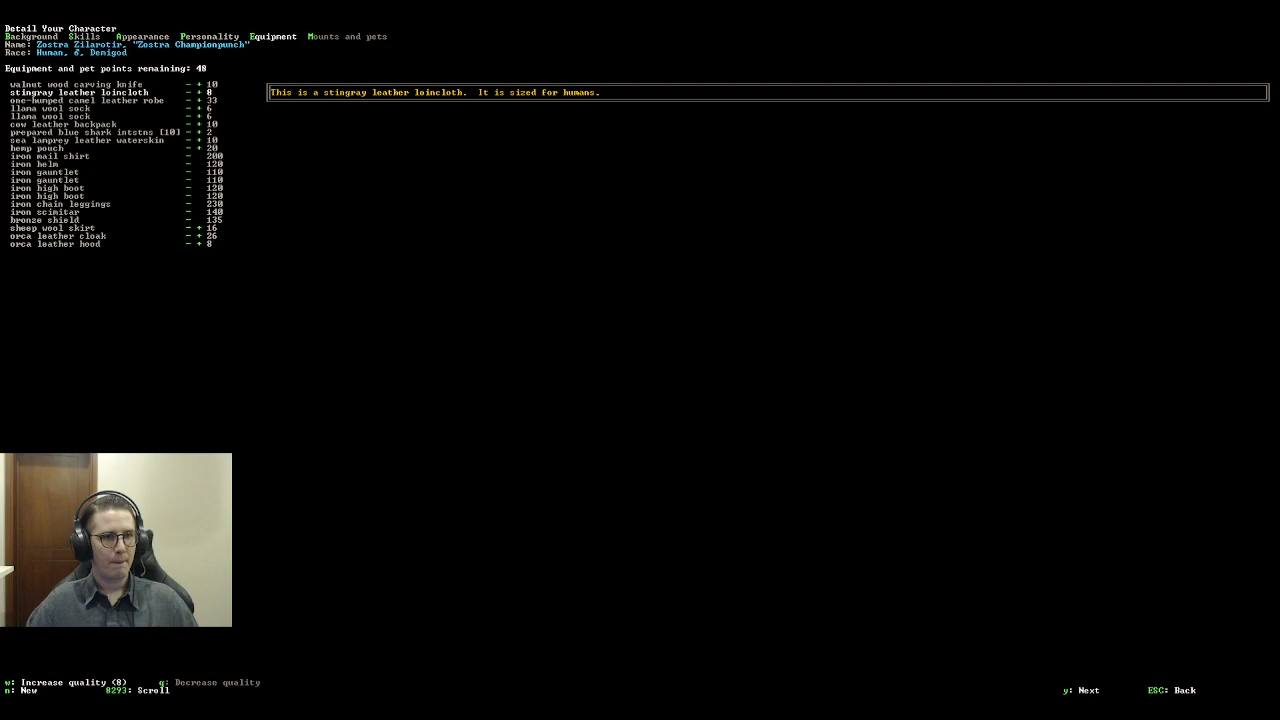 Detail Your Character
Background Skills Appearance Personality Equipment Mounts and pets
Name: Zostra Zilarotir, "Zostra Championpunch"
Race: Human, ♂, Demigod
Equipment and pet points remaining: 48
walnut wood carving knife - + 10
stingray leather loincloth - + 8
one-humped camel leather robe - + 33
llama wool sock - + 6
llama wool sock - + 6
cow leather backpack - + 10
prepared blue shark intstns [10] - + 2
sea lamprey leather waterskin - + 10
hemp pouch - + 20
iron mail shirt - 200
iron helm - 120
iron gauntlet - 110
iron gauntlet - 110
iron high boot - 120
iron high boot - 120
iron chain leggings - 230
iron scimitar - 140
bronze shield - 135
sheep wool skirt - + 16
orca leather cloak - + 26
orca leather hood - + 8
This is a stingray leather loincloth. It is sized for humans.
w: Increase quality (8) q: Decrease quality
n: New 8293: Scroll y: Next ESC: Back